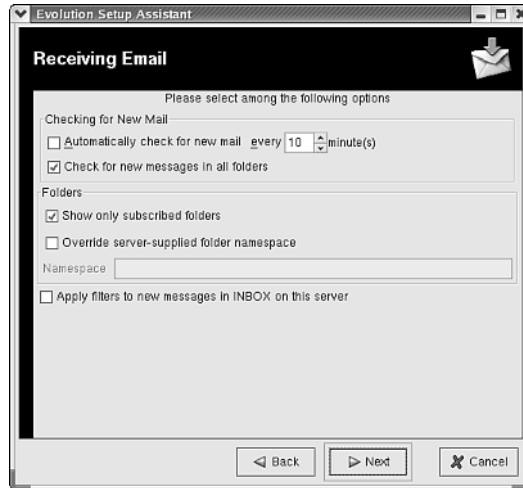 Evolution Setup Assistant
Receiving Email
Please select among the following options
Checking for New Mail
Automatically check for new mail every 10 minute(s)
Check for new messages in all folders
Folders
Show only subscribed folders
Override server-supplied folder namespace
Namespace
Apply filters to new messages in INBOX on this server
Back Next Cancel